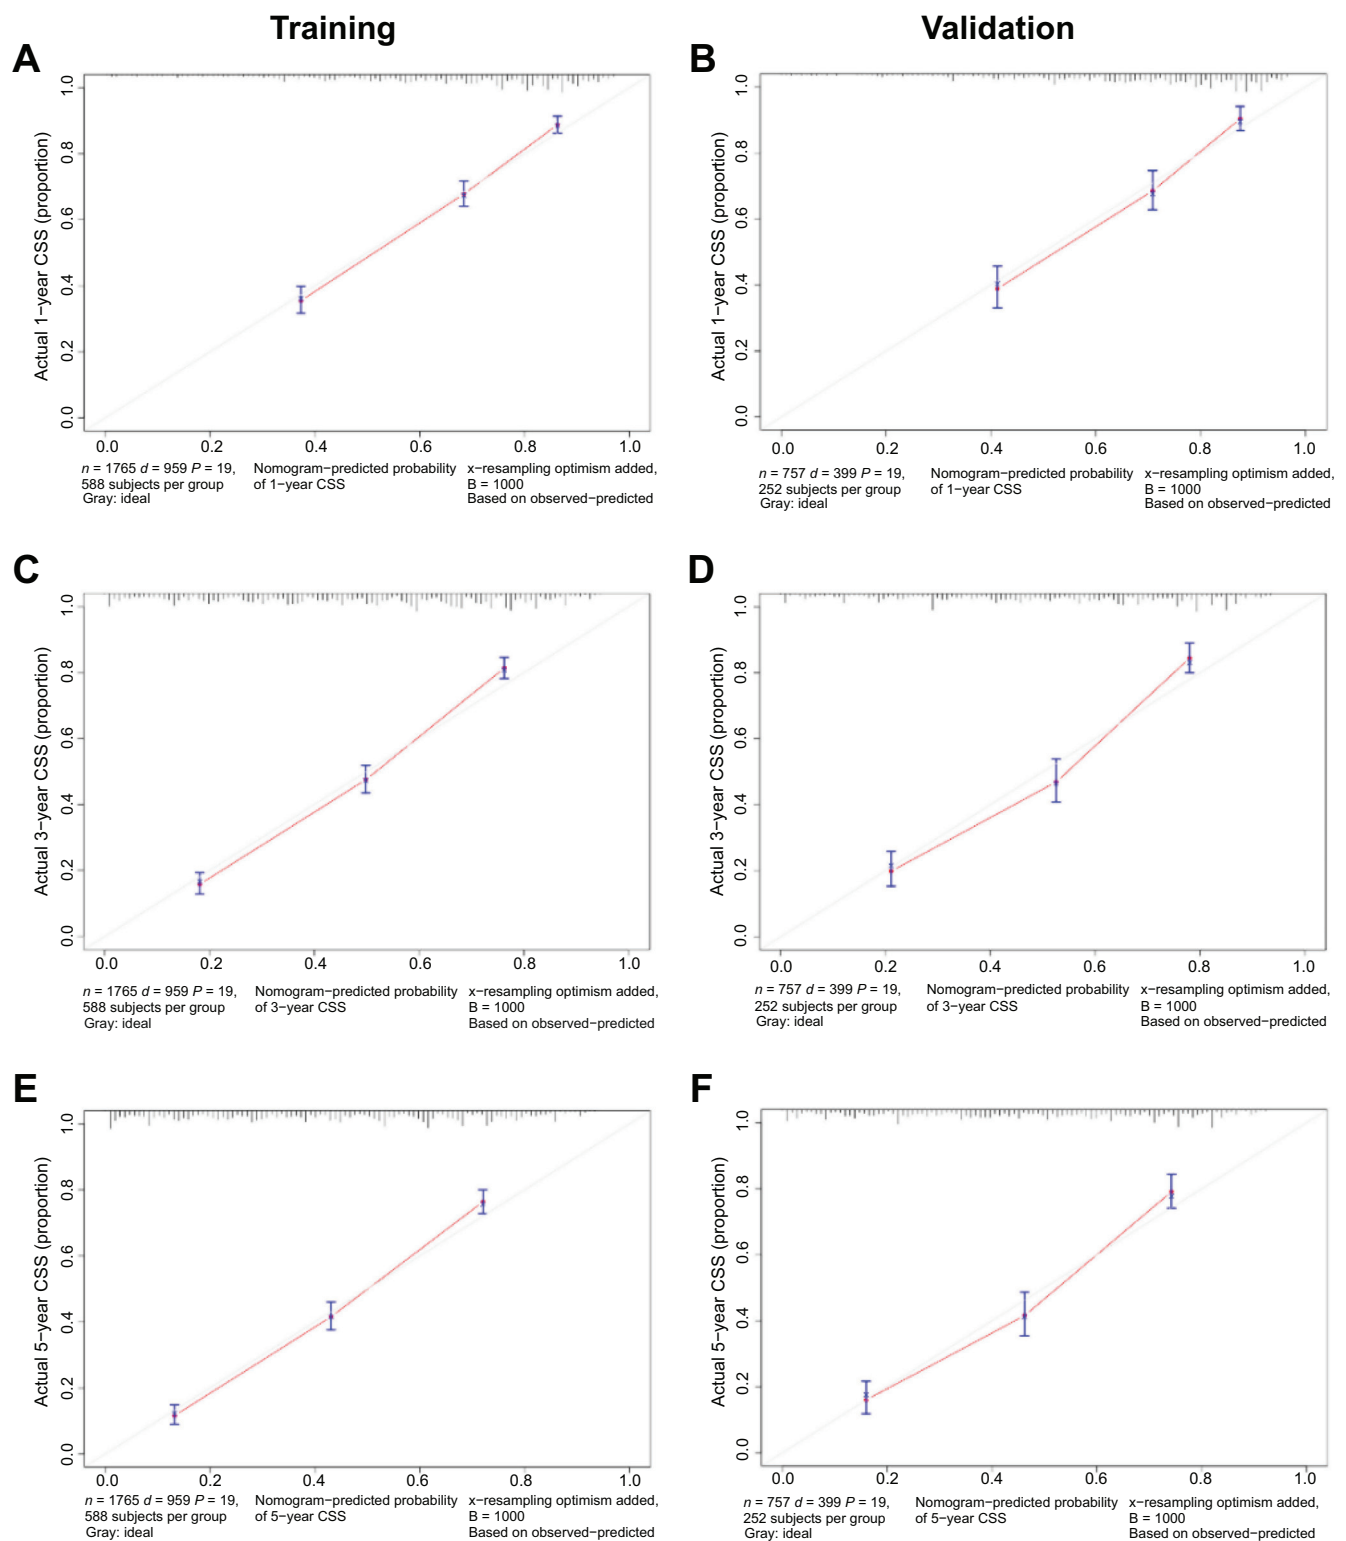 Training
Validation
A
1.0
0.8
0.6
0.4
0.2
0.0
Actual 1−year CSS (proportion)
0.0 0.2 0.4 0.6 0.8 1.0
n = 1765 d = 959 P = 19,
588 subjects per group
Gray: ideal
Nomogram−predicted probability
of 1−year CSS
x−resampling optimism added,
B = 1000
Based on observed−predicted
B
1.0
0.8
0.6
0.4
0.2
0.0
Actual 1−year CSS (proportion)
0.0 0.2 0.4 0.6 0.8 1.0
n = 757 d = 399 P = 19,
252 subjects per group
Gray: ideal
Nomogram−predicted probability
of 1−year CSS
x−resampling optimism added,
B = 1000
Based on observed−predicted
C
1.0
0.8
0.6
0.4
0.2
0.0
Actual 3−year CSS (proportion)
0.0 0.2 0.4 0.6 0.8 1.0
n = 1765 d = 959 P = 19,
588 subjects per group
Gray: ideal
Nomogram−predicted probability
of 3−year CSS
x−resampling optimism added,
B = 1000
Based on observed−predicted
D
1.0
0.8
0.6
0.4
0.2
0.0
Actual 3−year CSS (proportion)
0.0 0.2 0.4 0.6 0.8 1.0
n = 757 d = 399 P = 19,
252 subjects per group
Gray: ideal
Nomogram−predicted probability
of 3−year CSS
x−resampling optimism added,
B = 1000
Based on observed−predicted
E
1.0
0.8
0.6
0.4
0.2
0.0
Actual 5−year CSS (proportion)
0.0 0.2 0.4 0.6 0.8 1.0
n = 1765 d = 959 P = 19,
588 subjects per group
Gray: ideal
Nomogram−predicted probability
of 5−year CSS
x−resampling optimism added,
B = 1000
Based on observed−predicted
F
1.0
0.8
0.6
0.4
0.2
0.0
Actual 5−year CSS (proportion)
0.0 0.2 0.4 0.6 0.8 1.0
n = 757 d = 399 P = 19,
252 subjects per group
Gray: ideal
Nomogram−predicted probability
of 5−year CSS
x−resampling optimism added,
B = 1000
Based on observed−predicted